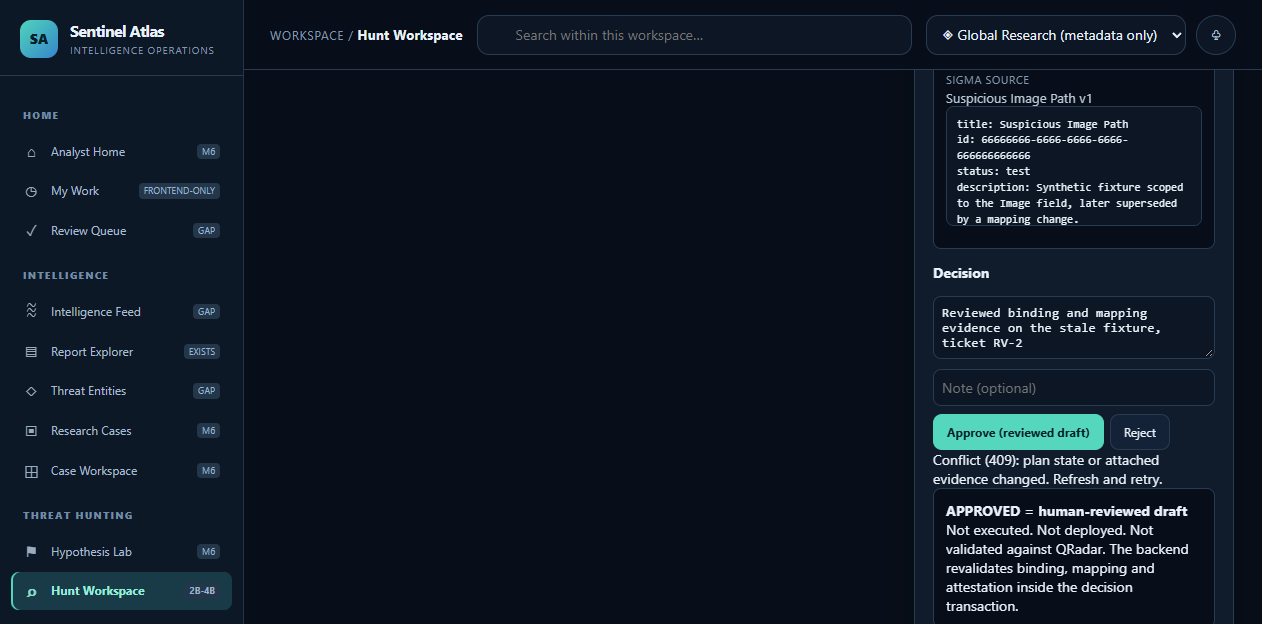 SA
Sentinel Atlas
INTELLIGENCE OPERATIONS
WORKSPACE / Hunt Workspace
Search within this workspace...
◈ Global Research (metadata only)
HOME
Analyst Home M6
My Work FRONTEND-ONLY
Review Queue GAP
INTELLIGENCE
Intelligence Feed GAP
Report Explorer EXISTS
Threat Entities GAP
Research Cases M6
Case Workspace M6
THREAT HUNTING
Hypothesis Lab M6
Hunt Workspace 2B-4B
SIGMA SOURCE
Suspicious Image Path v1
title: Suspicious Image Path
id: 66666666-6666-6666-6666-
666666666666
status: test
description: Synthetic fixture scoped
to the Image field, later superseded
by a mapping change.
Decision
Reviewed binding and mapping
evidence on the stale fixture,
ticket RV-2
Note (optional)
Approve (reviewed draft) Reject
Conflict (409): plan state or attached
evidence changed. Refresh and retry.
APPROVED = human-reviewed draft
Not executed. Not deployed. Not
validated against QRadar. The backend
revalidates binding, mapping and
attestation inside the decision
transaction.